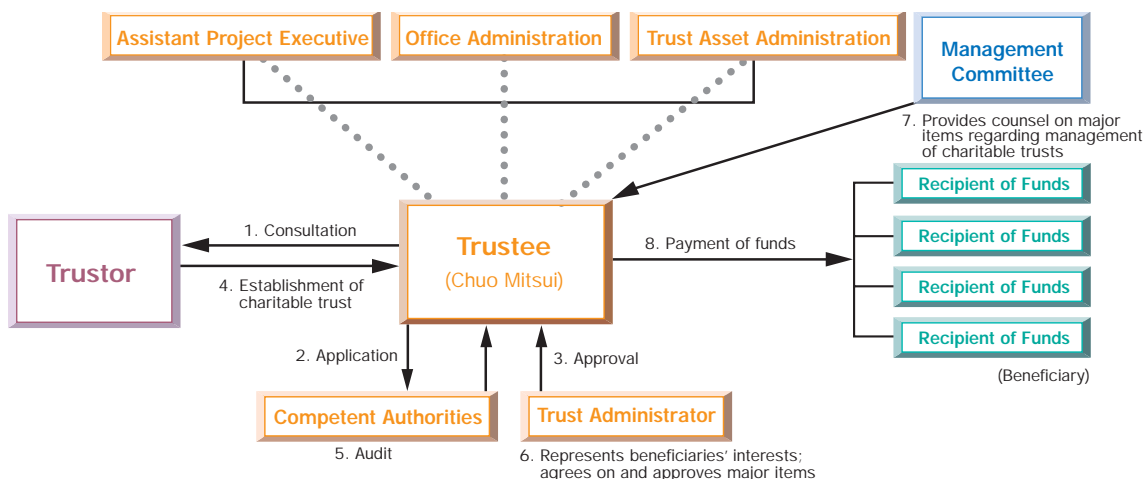 Assistant Project Executive
Office Administration
Trust Asset Administration
Management
Committee
7. Provides counsel on major
items regarding management
of charitable trusts
Recipient of Funds
Recipient of Funds
Recipient of Funds
Recipient of Funds
(Beneficiary)
Trustor
1. Consultation
4. Establishment of
charitable trust
Trustee
(Chuo Mitsui)
8. Payment of funds
2. Application
3. Approval
Competent Authorities
5. Audit
Trust Administrator
6. Represents beneficiaries' interests;
agrees on and approves major items